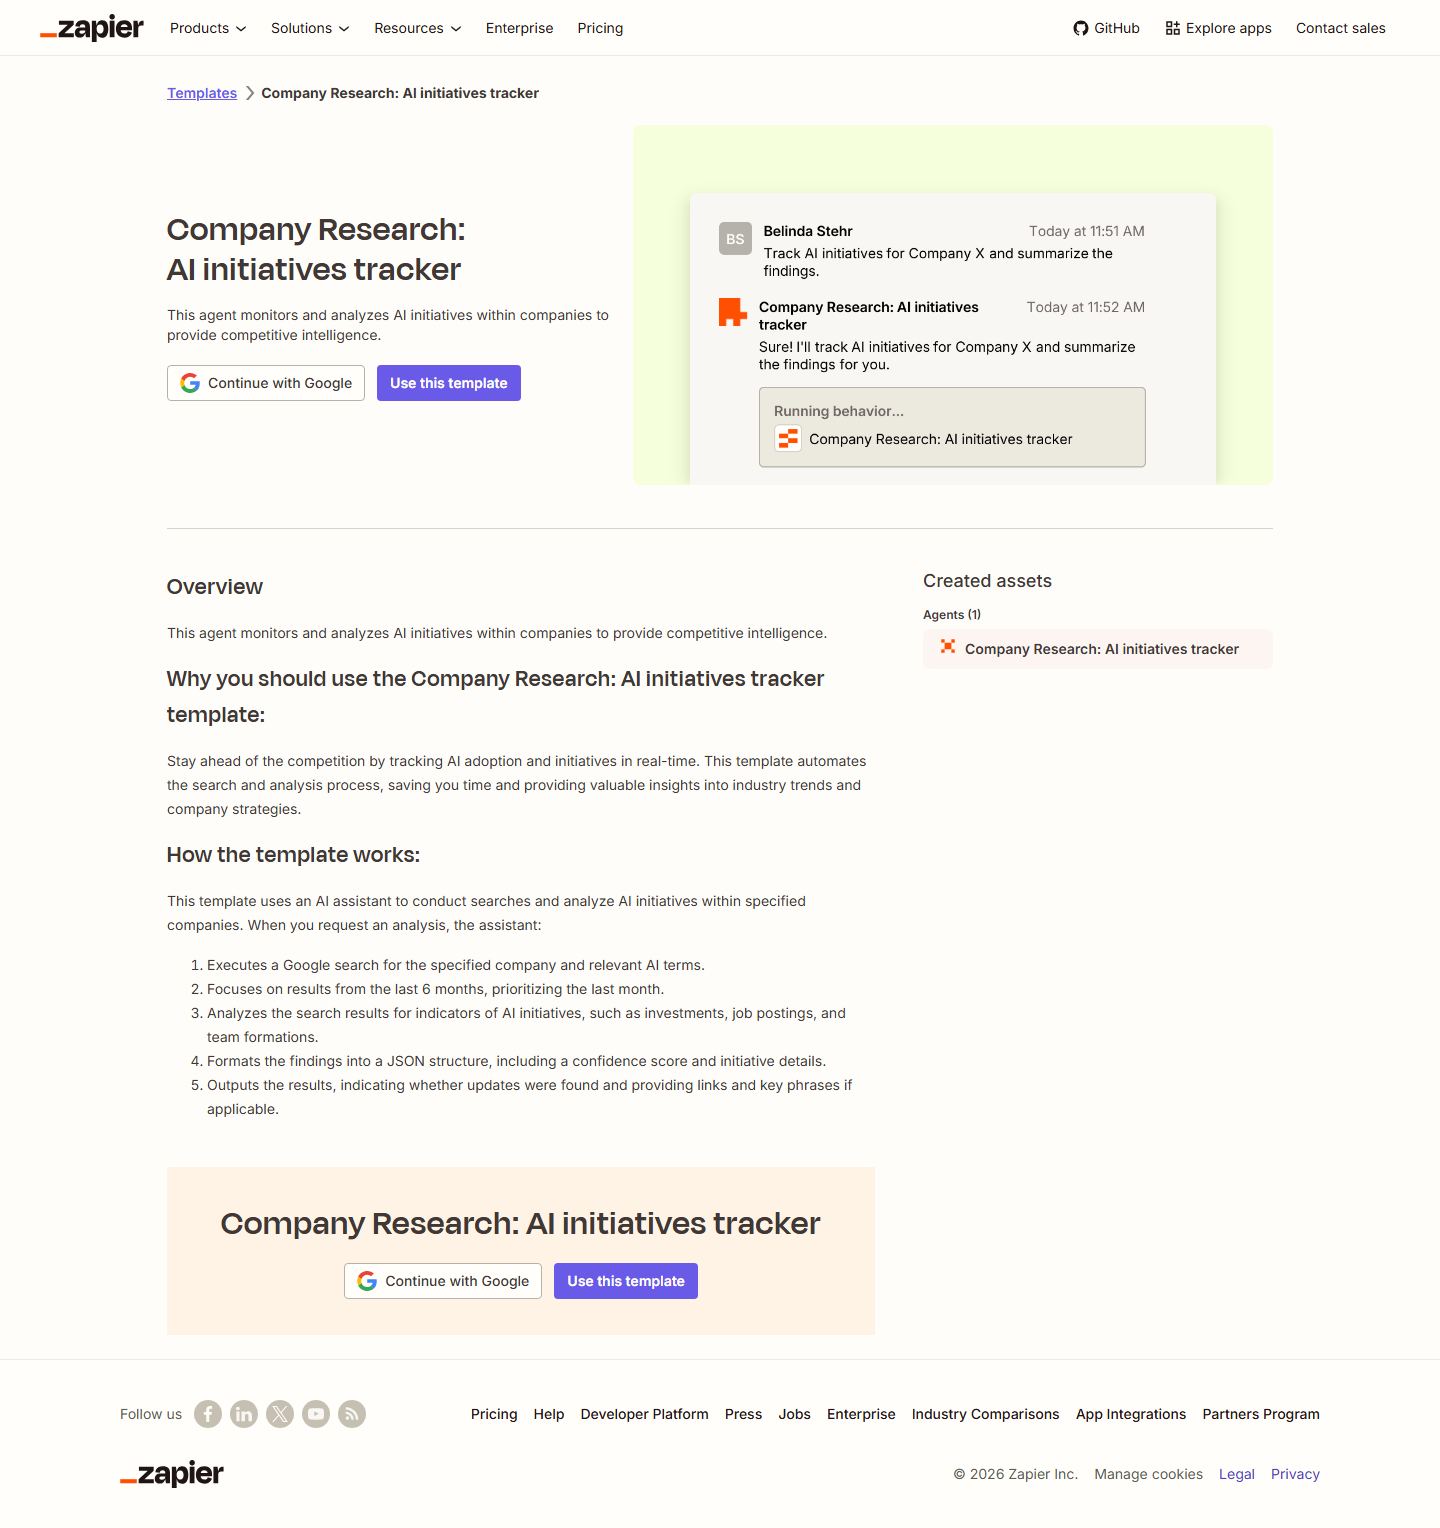 zapier
Products
Solutions
Resources
Enterprise
Pricing
GitHub
Explore apps
Contact sales
Templates
Company Research: AI initiatives tracker
Company Research:
AI initiatives tracker
This agent monitors and analyzes AI initiatives within companies to
provide competitive intelligence.
Continue with Google
Use this template
BS
Belinda Stehr
Today at 11:51 AM
Track AI initiatives for Company X and summarize the
findings.
Company Research: AI initiatives
tracker
Today at 11:52 AM
Sure! I'll track AI initiatives for Company X and summarize
the findings for you.
Running behavior...
Company Research: AI initiatives tracker
Overview
This agent monitors and analyzes AI initiatives within companies to provide competitive intelligence.
Why you should use the Company Research: AI initiatives tracker
template:
Stay ahead of the competition by tracking AI adoption and initiatives in real-time. This template automates
the search and analysis process, saving you time and providing valuable insights into industry trends and
company strategies.
How the template works:
This template uses an AI assistant to conduct searches and analyze AI initiatives within specified
companies. When you request an analysis, the assistant:
1. Executes a Google search for the specified company and relevant AI terms.
2. Focuses on results from the last 6 months, prioritizing the last month.
3. Analyzes the search results for indicators of AI initiatives, such as investments, job postings, and
team formations.
4. Formats the findings into a JSON structure, including a confidence score and initiative details.
5. Outputs the results, indicating whether updates were found and providing links and key phrases if
applicable.
Created assets
Agents (1)
Company Research: AI initiatives tracker
Company Research: AI initiatives tracker
Continue with Google
Use this template
Follow us
Pricing
Help
Developer Platform
Press
Jobs
Enterprise
Industry Comparisons
App Integrations
Partners Program
zapier
© 2026 Zapier Inc.
Manage cookies
Legal
Privacy